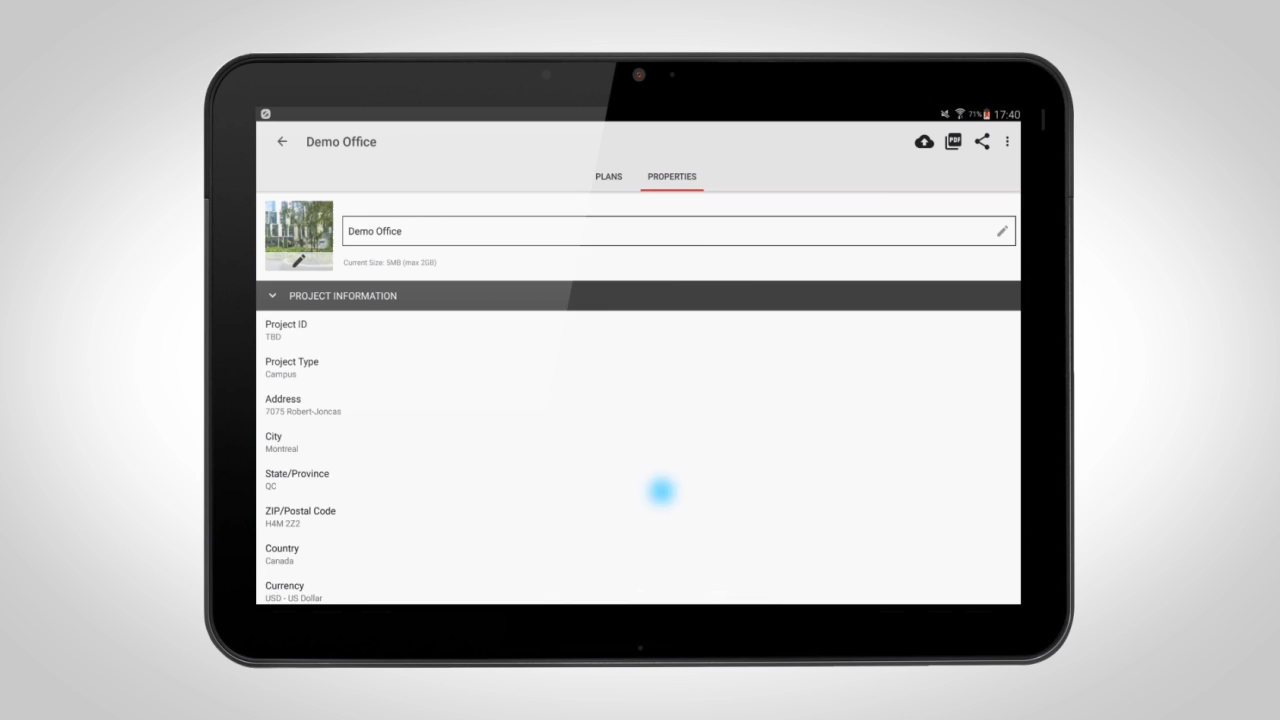 71% 17:40
Demo Office
PDF
PLANS PROPERTIES
Demo Office
Current Size: 5MB (max 2GB)
PROJECT INFORMATION
Project ID
TBD
Project Type
Campus
Address
7075 Robert-Joncas
City
Montreal
State/Province
QC
ZIP/Postal Code
H4M 2Z2
Country
Canada
Currency
USD - US Dollar